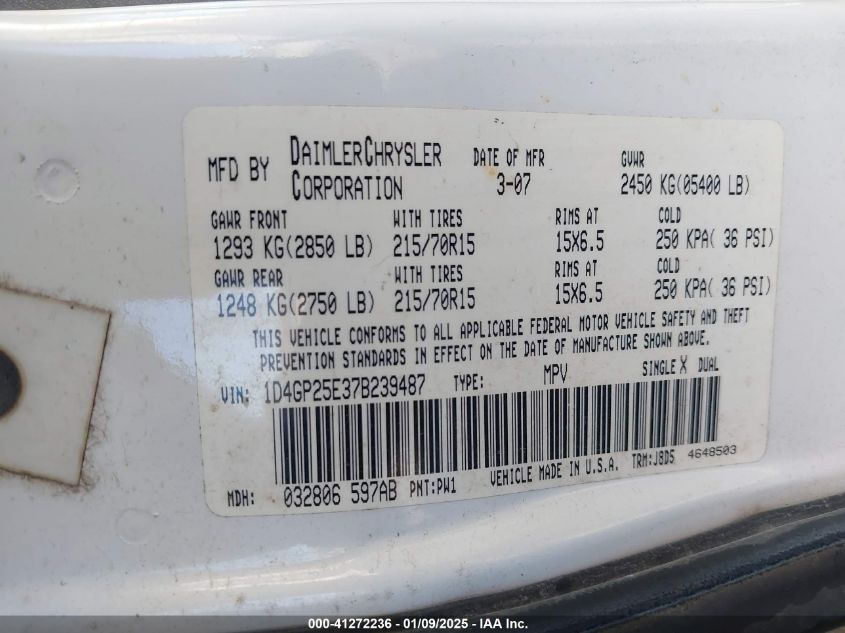 MFD BY DAIMLERCHRYSLER CORPORATION DATE OF MFR 3-07 GVWR 2450 KG(05400 LB)
GAWR FRONT WITH TIRES RIMS AT COLD
1293 KG(2850 LB) 215/70R15 15X6.5 250 KPA( 36 PSI)
GAWR REAR WITH TIRES RIMS AT COLD
1248 KG(2750 LB) 215/70R15 15X6.5 250 KPA( 36 PSI)
THIS VEHICLE CONFORMS TO ALL APPLICABLE FEDERAL MOTOR VEHICLE SAFETY AND THEFT
PREVENTION STANDARDS IN EFFECT ON THE DATE OF MANUFACTURE SHOWN ABOVE.
VIN: 1D4GP25E37B239487 TYPE: MPV SINGLE X DUAL
VEHICLE MADE IN U.S.A. TRM:J8D5 4648503
MDH: 032806 597AB PNT:PW1
000-41272236 - 01/09/2025 - IAA Inc.